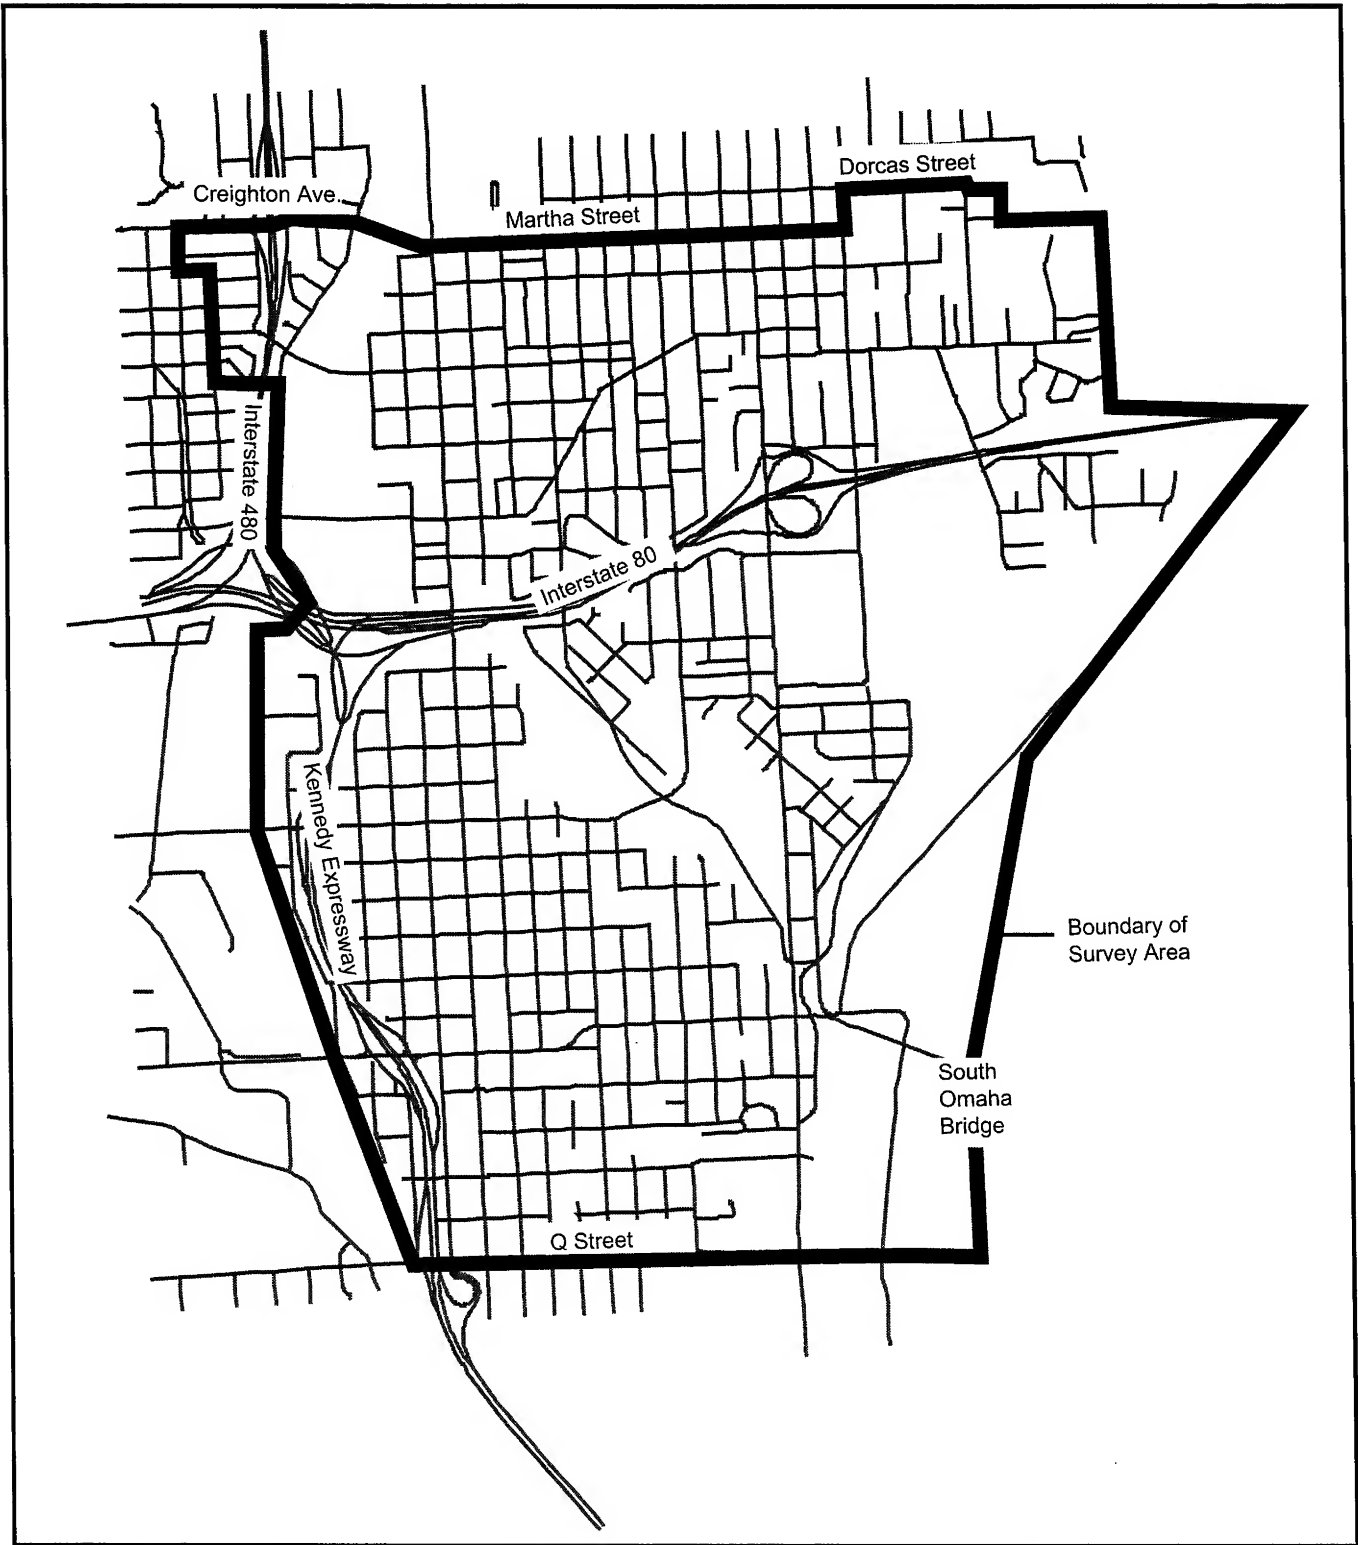 Dorcas Street
Creighton Ave.
Martha Street
Interstate 480
Interstate 80
Kennedy Expressway
Boundary of
Survey Area
South
Omaha
Bridge
Q Street